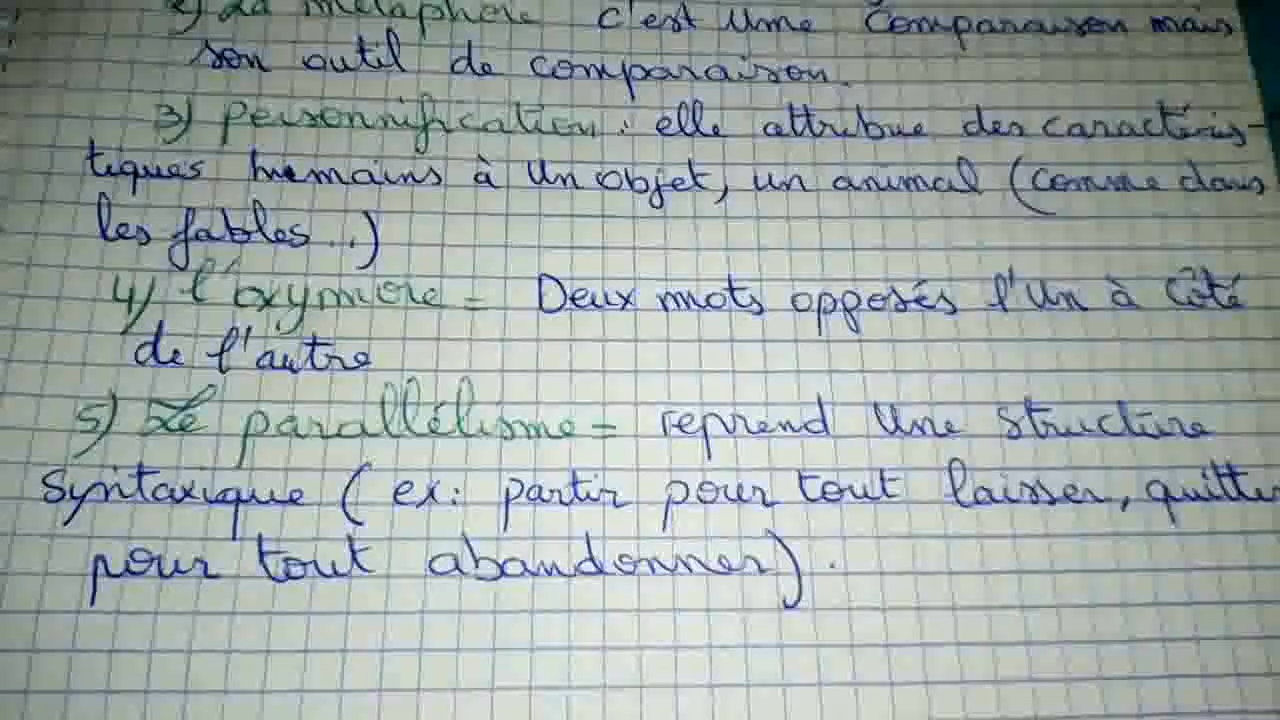 2) La métaphore c'est une comparaison mais
son outil de comparaison.
3) personnification : elle attribue des caractéris-
tiques humains à un objet, un animal (comme dans
les fables...)
4) l'oxymore = Deux mots opposés l'un à côté
de l'autre
5) Le parallélisme = reprend une structure
syntaxique (ex: partir pour tout laisser, quitter
pour tout abandonner).